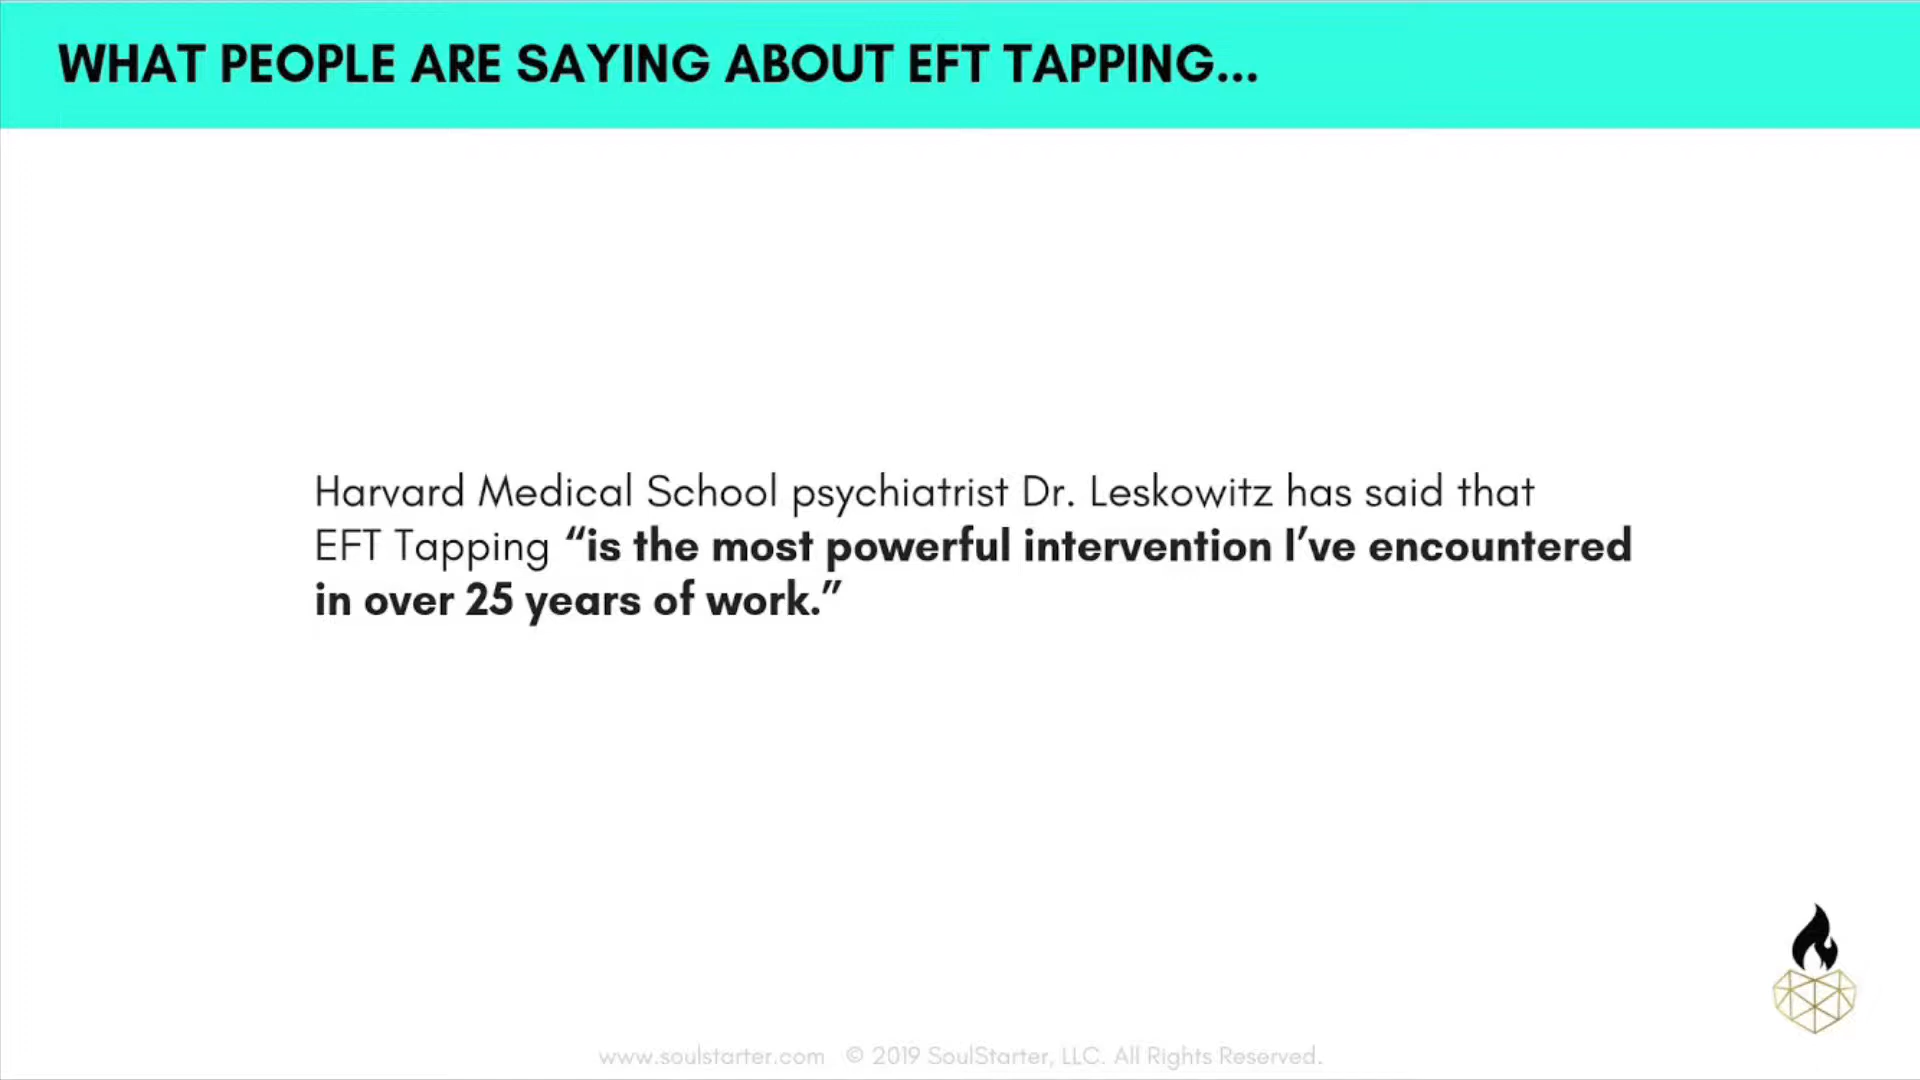 WHAT PEOPLE ARE SAYING ABOUT EFT TAPPING...
Harvard Medical School psychiatrist Dr. Leskowitz has said that
EFT Tapping “is the most powerful intervention I’ve encountered
in over 25 years of work.”
www.soulstarter.com © 2019 SoulStarter, LLC. All Rights Reserved.